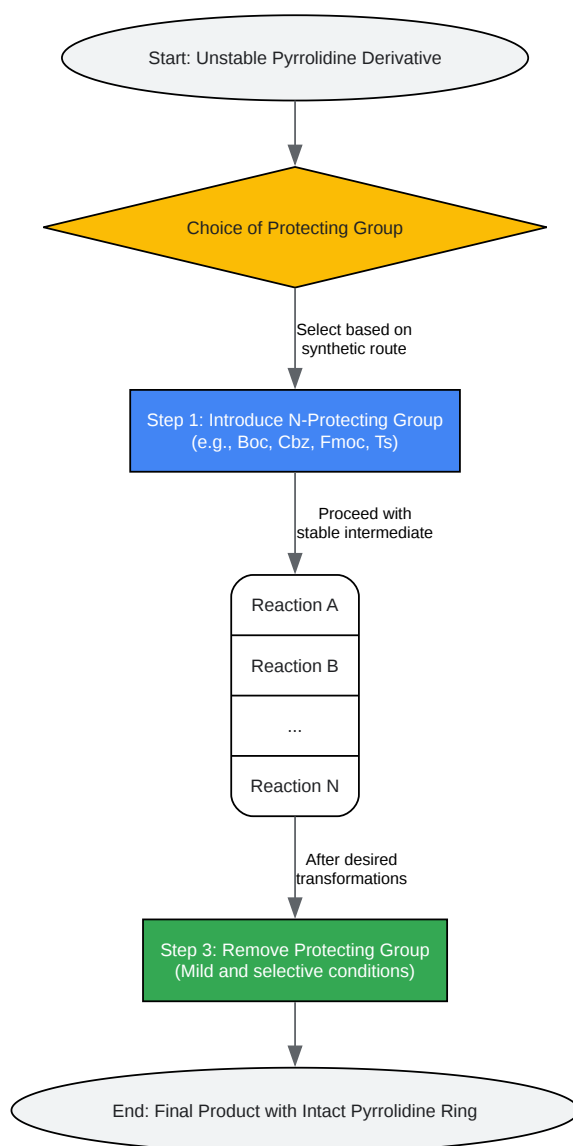 Start: Unstable Pyrrolidine Derivative
Choice of Protecting Group
Select based on
synthetic route
Step 1: Introduce N-Protecting Group
(e.g., Boc, Cbz, Fmoc, Ts)
Proceed with
stable intermediate
Reaction A
Reaction B
...
Reaction N
After desired
transformations
Step 3: Remove Protecting Group
(Mild and selective conditions)
End: Final Product with Intact Pyrrolidine Ring